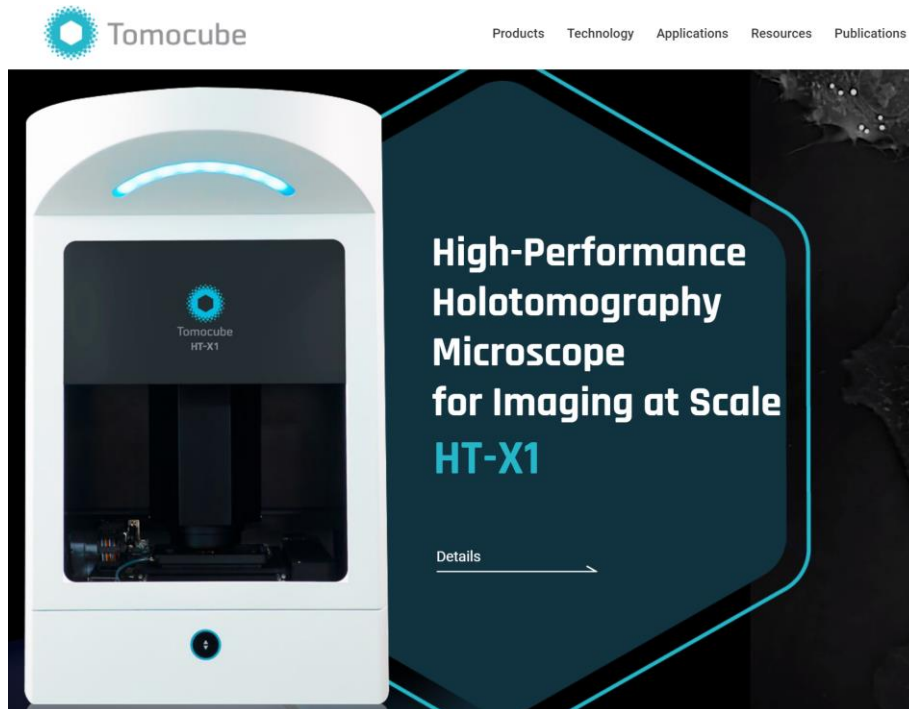 Tomocube
Products Technology Applications Resources Publications
Tomocube
HT-X1
High-Performance
Holotomography
Microscope
for Imaging at Scale
HT-X1
Details